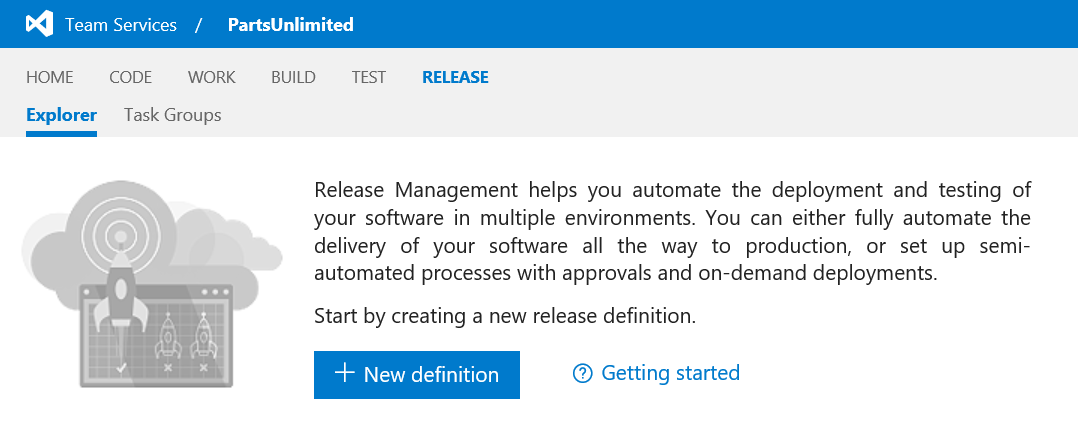 Team Services / PartsUnlimited
HOME CODE WORK BUILD TEST RELEASE
Explorer Task Groups
Release Management helps you automate the deployment and testing of
your software in multiple environments. You can either fully automate the
delivery of your software all the way to production, or set up semi-
automated processes with approvals and on-demand deployments.
Start by creating a new release definition.
+ New definition ? Getting started